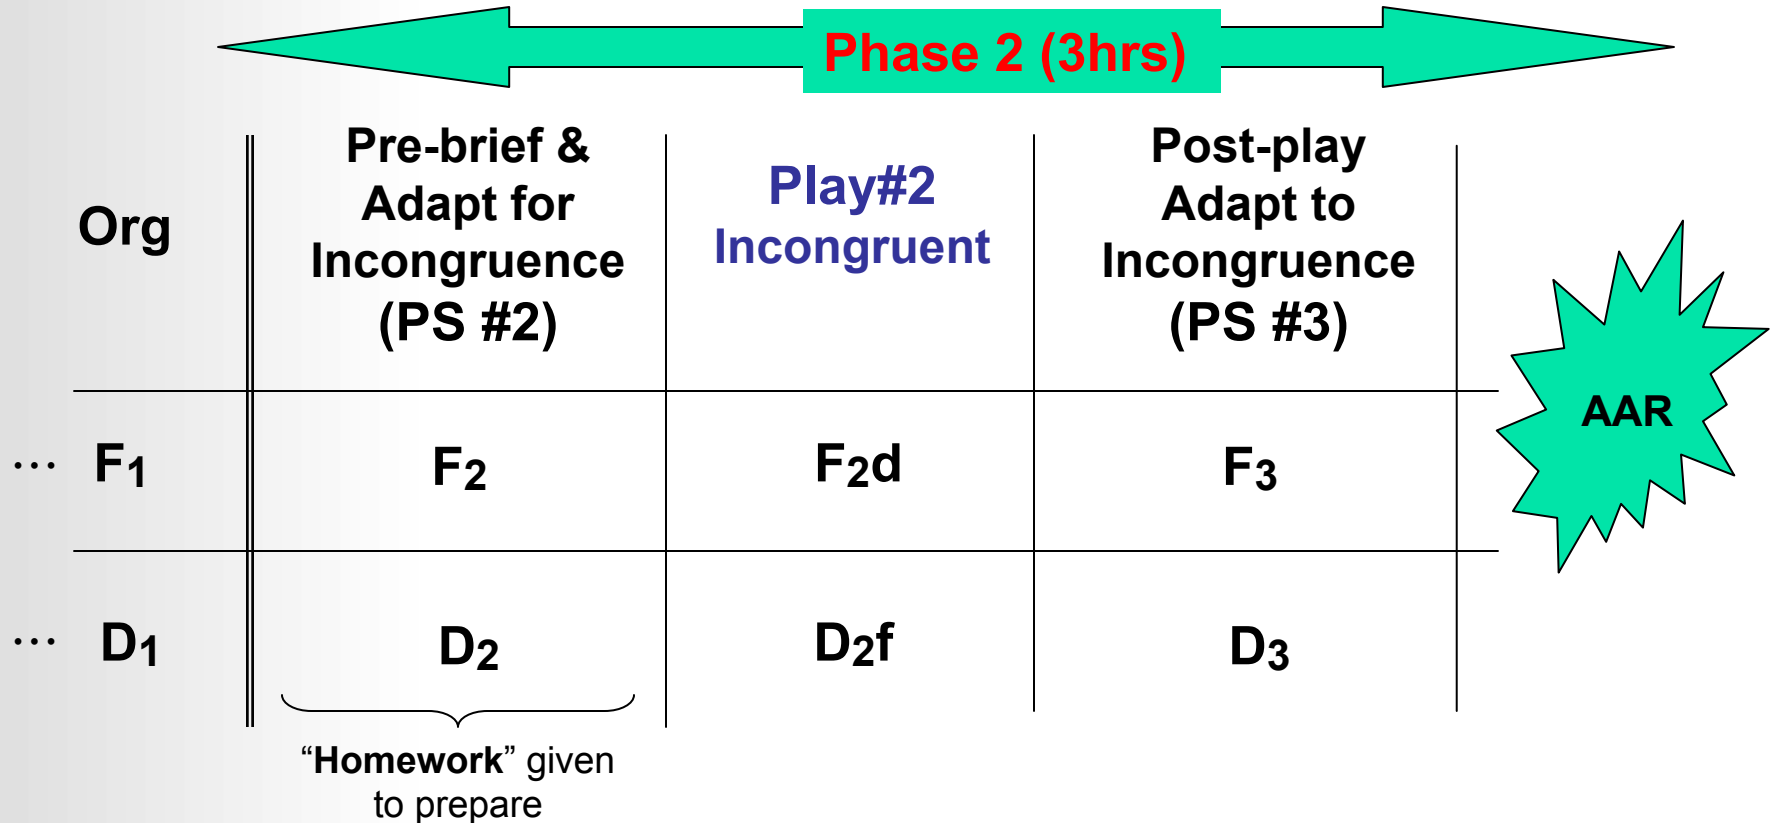 Phase 2 (3hrs)
Org
Pre-brief &
Adapt for
Incongruence
(PS #2)
Play#2
Incongruent
Post-play
Adapt to
Incongruence
(PS #3)
AAR
... F1 F2 F2d F3
... D1 D2 D2f D3
“Homework” given
to prepare